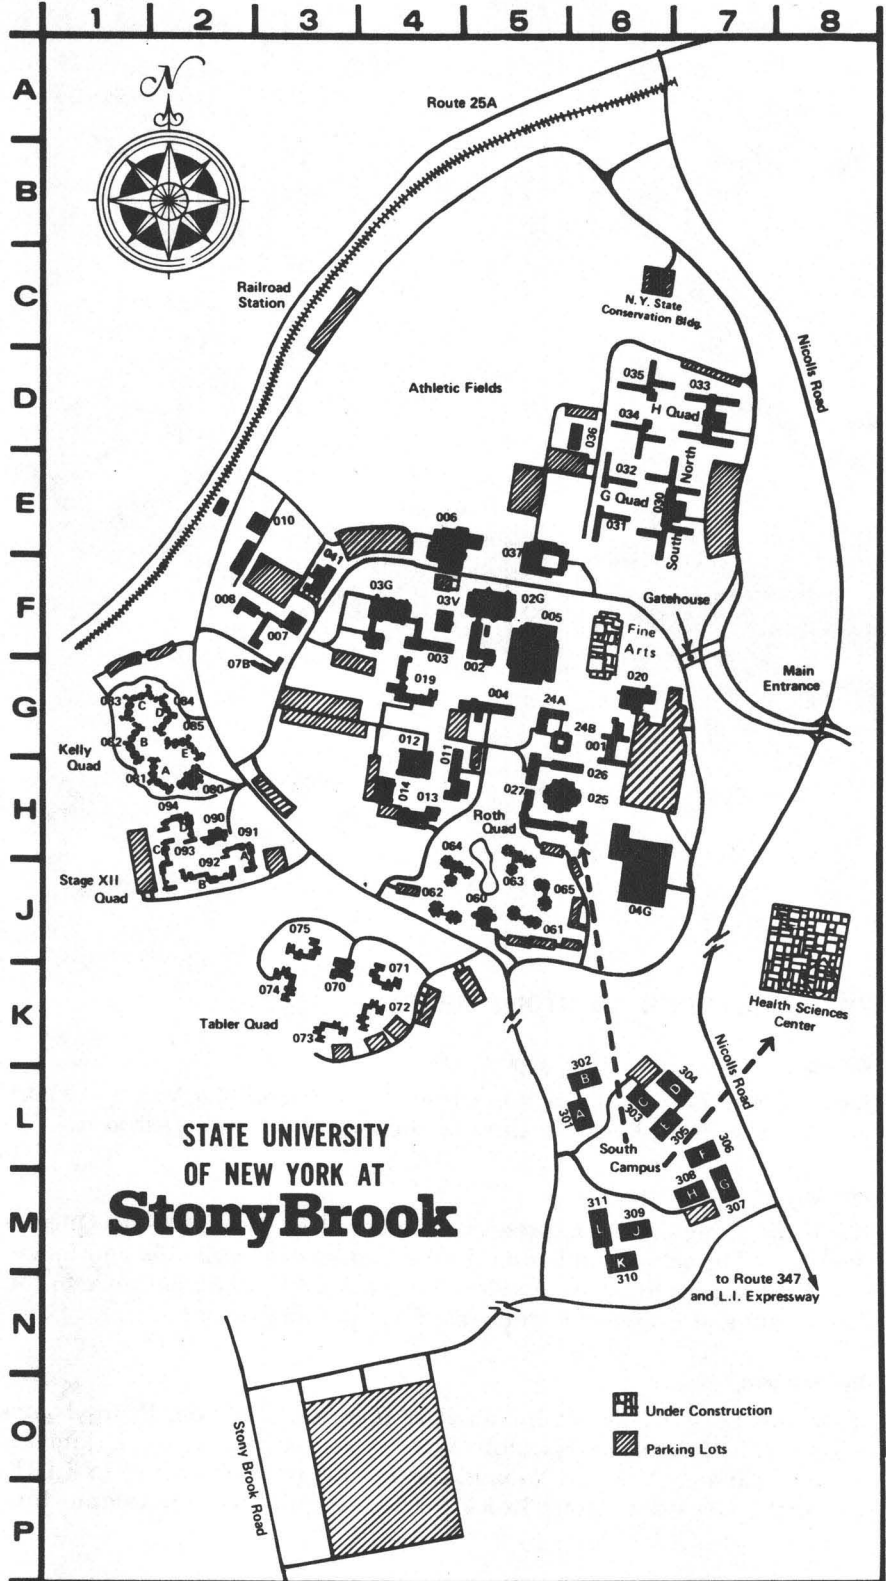 1 2 3 4 5 6 7 8
A
B
C
D
E
F
G
H
J
K
L
M
N
O
P
N
Route 25A
Railroad
Station
N.Y. State
Conservation Bldg.
Nicolls Road
Athletic Fields
035
033
H Quad
034
036
032
North
G Quad
030
031
South
010
006
041
037
03G
03V
02G
008
005
Gatehouse
007
Fine
Arts
003
002
07B
Main
Entrance
019
020
004
24A
083
C
084
D
085
24B
001
Kelly
Quad
082
B
E
012
011
026
081
A
080
014
013
027
025
094
D
090
Roth
Quad
091
C
093
092
A
B
064
063
Stage XII
Quad
062
060
065
061
04G
075
071
074
070
072
Tabler Quad
073
Health Sciences
Center
Nicolls Road
302
B
304
D
C
303
A
301
E
305
South
Campus
F
306
308
H
G
307
311
L
309
J
K
310
STATE UNIVERSITY
OF NEW YORK AT
StonyBrook
to Route 347
and L.I. Expressway
Stony Brook Road
Under Construction
Parking Lots